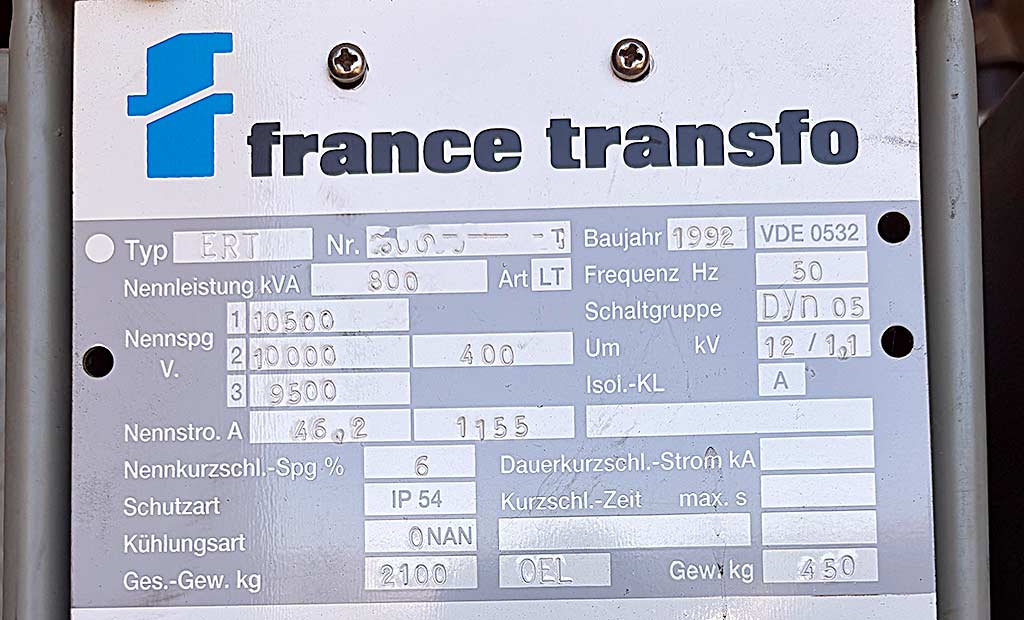 france transfo
Typ ERT Nr. Baujahr 1992 VDE 0532
Nennleistung kVA 800 Art LT Frequenz Hz 50
Schaltgruppe Dyn 05
Nennspg V. 1 10500
2 10000 400 Um kV 12/1,1
3 9500 Isol.-KL A
Nennstro. A 46,2 1155
Nennkurzschl.-Spg % 6 Dauerkurzschl.-Strom kA
Schutzart IP 54 Kurzschl.-Zeit max. s
Kühlungsart ONAN
Ges.-Gew. kg 2100 OEL Gew. kg 450